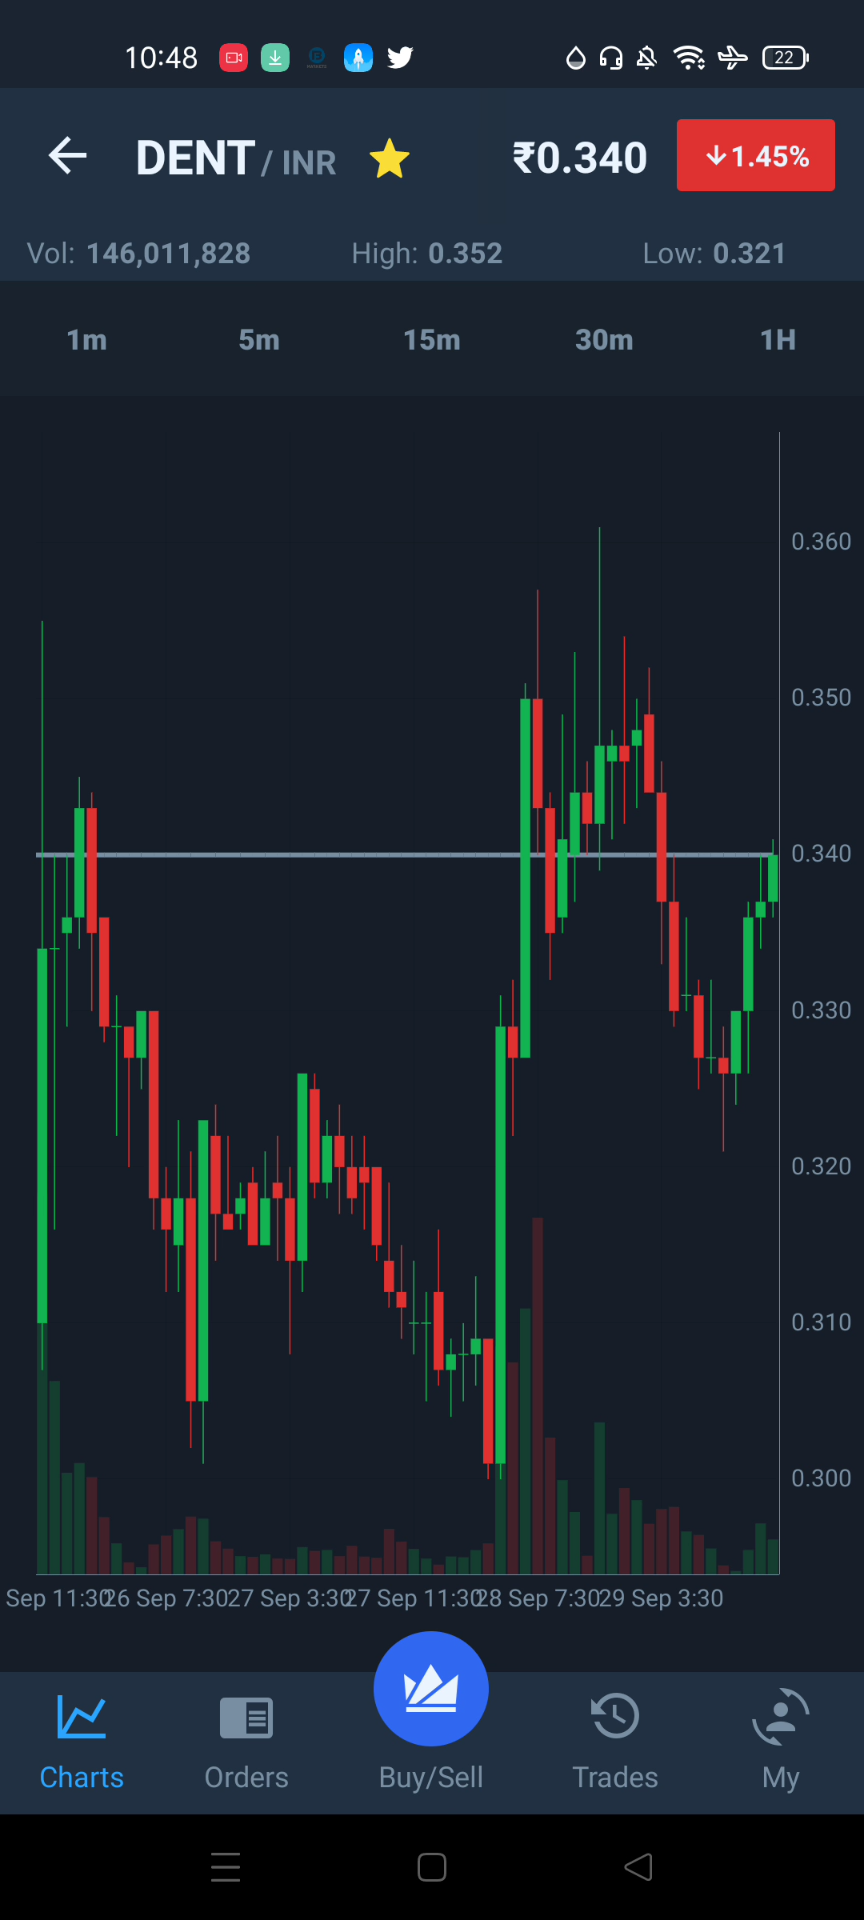 10:48 22
DENT / INR ₹0.340 1.45%
Vol: 146,011,828 High: 0.352 Low: 0.321
1m 5m 15m 30m 1H
0.360
0.350
0.340
0.330
0.320
0.310
0.300
Sep 11:30 26 Sep 7:30 27 Sep 3:30 27 Sep 11:30 28 Sep 7:30 29 Sep 3:30
Charts Orders Buy/Sell Trades My